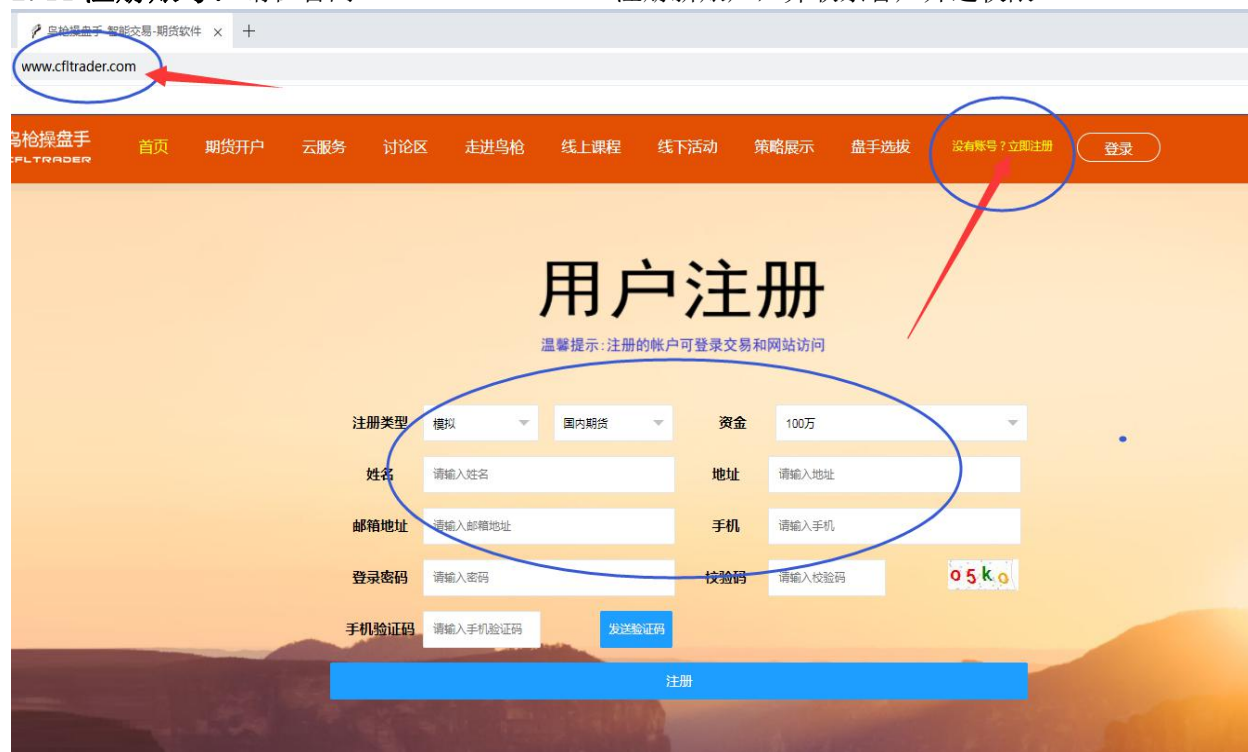 智能交易-期货软件 × +
www.cfltrader.com
乌枪操盘手 首页 期货开户 云服务 讨论区 走进乌枪 线上课程 线下活动 策略展示 盘手选拔 没有账号?立即注册 登录
CFLTRADER
用户注册
温馨提示:注册的帐户可登录交易和网站访问
注册类型 模拟 国内期货 资金 100万
姓名 请输入姓名 地址 请输入地址
邮箱地址 请输入邮箱地址 手机 请输入手机
登录密码 请输入密码 校验码 请输入校验码 o5ko
手机验证码 请输入手机验证码 发送验证码
注册